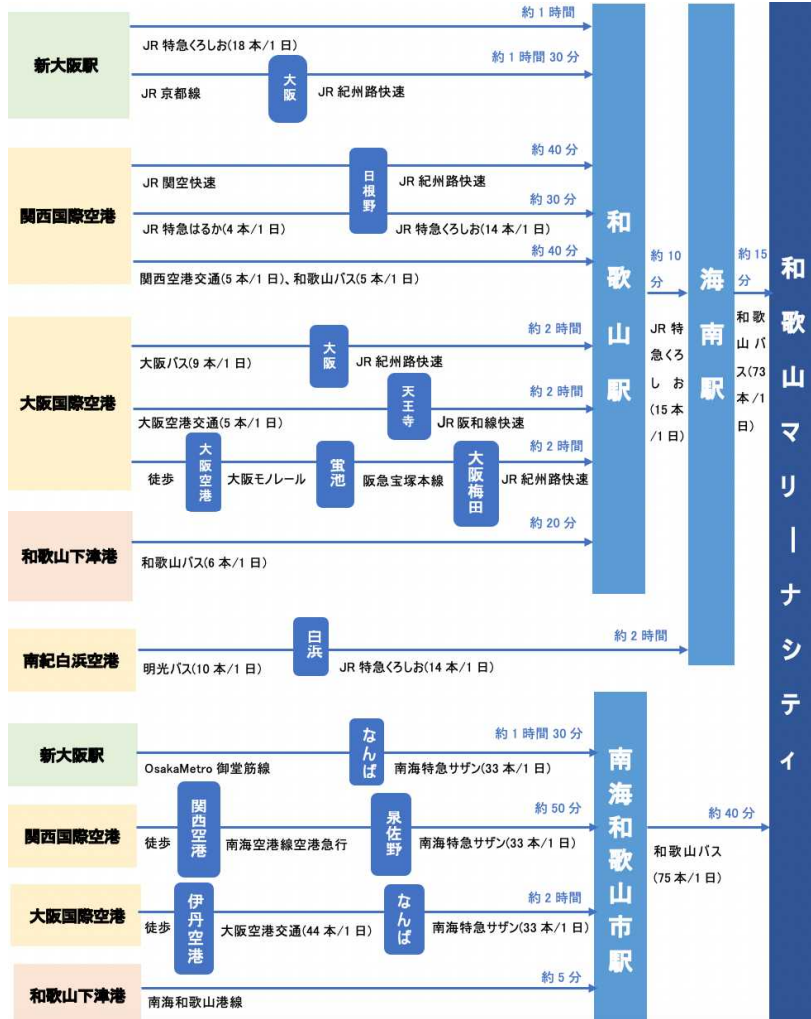 約1時間
新大阪駅
JR 特急くろしお(18 本/1 日)
約1時間30分
大阪
JR 京都線
JR 紀州路快速
関西国際空港
約40分
日根野
JR 関空快速
JR 紀州路快速
約30分
JR 特急はるか(4 本/1 日)
JR 特急くろしお(14 本/1 日)
約40分
関西空港交通(5 本/1 日)、和歌山バス(5 本/1 日)
大阪国際空港
約2時間
大阪
大阪バス(9 本/1 日)
JR 紀州路快速
約2時間
天王寺
大阪空港交通(5 本/1 日)
JR 阪和線快速
約2時間
大阪空港
蛍池
大阪梅田
徒歩
大阪モノレール
阪急宝塚本線
JR 紀州路快速
和歌山下津港
約20分
和歌山バス(6 本/1 日)
和歌山駅
約10
分
JR 特
急くろ
しお
(15 本
/1 日)
海南駅
約15
分
和歌
山バ
ス(73
本/1
日)
和歌山マリーナシティ
南紀白浜空港
白浜
約2時間
明光バス(10 本/1 日)
JR 特急くろしお(14 本/1 日)
新大阪駅
なんば
約1時間30分
OsakaMetro 御堂筋線
南海特急サザン(33 本/1 日)
関西国際空港
関西空港
泉佐野
約50分
徒歩
南海空港線空港急行
南海特急サザン(33 本/1 日)
大阪国際空港
伊丹空港
なんば
約2時間
徒歩
大阪空港交通(44 本/1 日)
南海特急サザン(33 本/1 日)
和歌山下津港
約5分
南海和歌山港線
南海和歌山市駅
約40分
和歌山バス
(75 本/1 日)